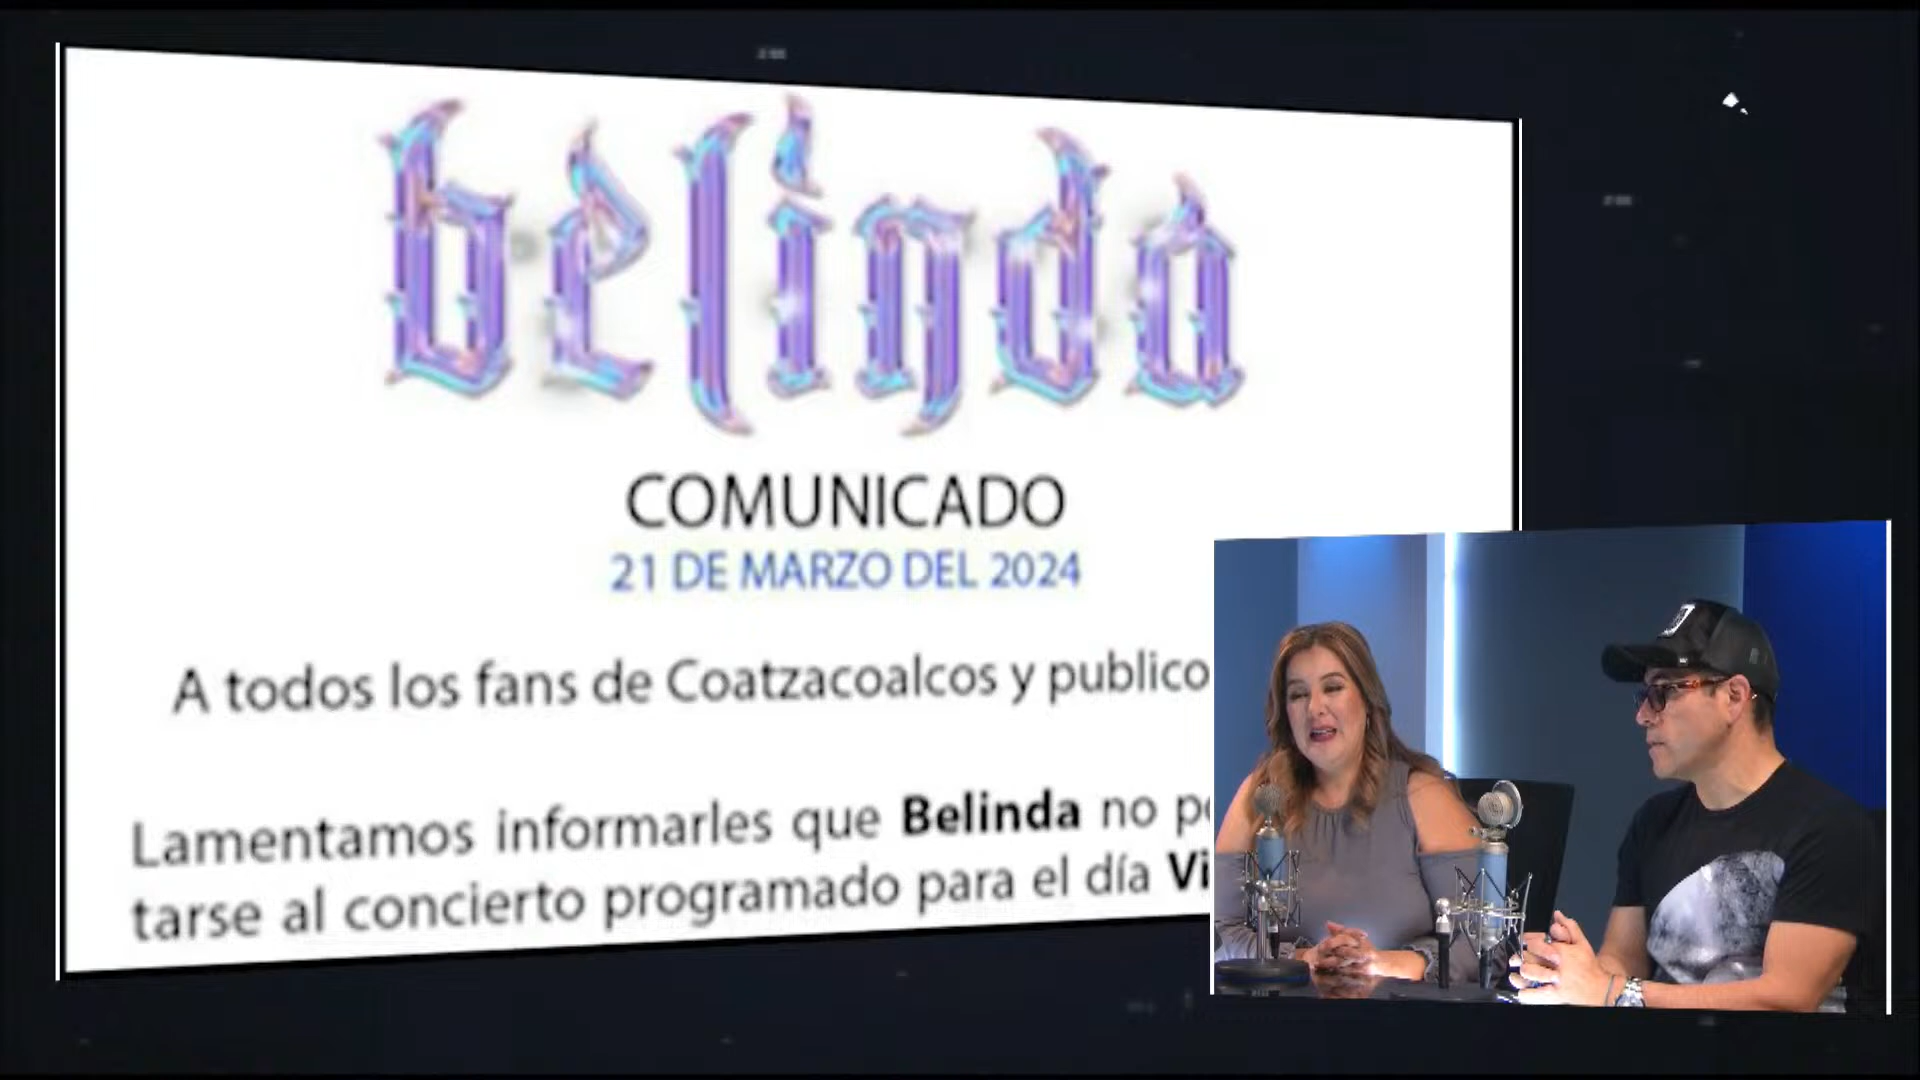 belinda
COMUNICADO
21 DE MARZO DEL 2024
A todos los fans de Coatzacoalcos y publico
Lamentamos informarles que Belinda no
tarse al concierto programado para el día